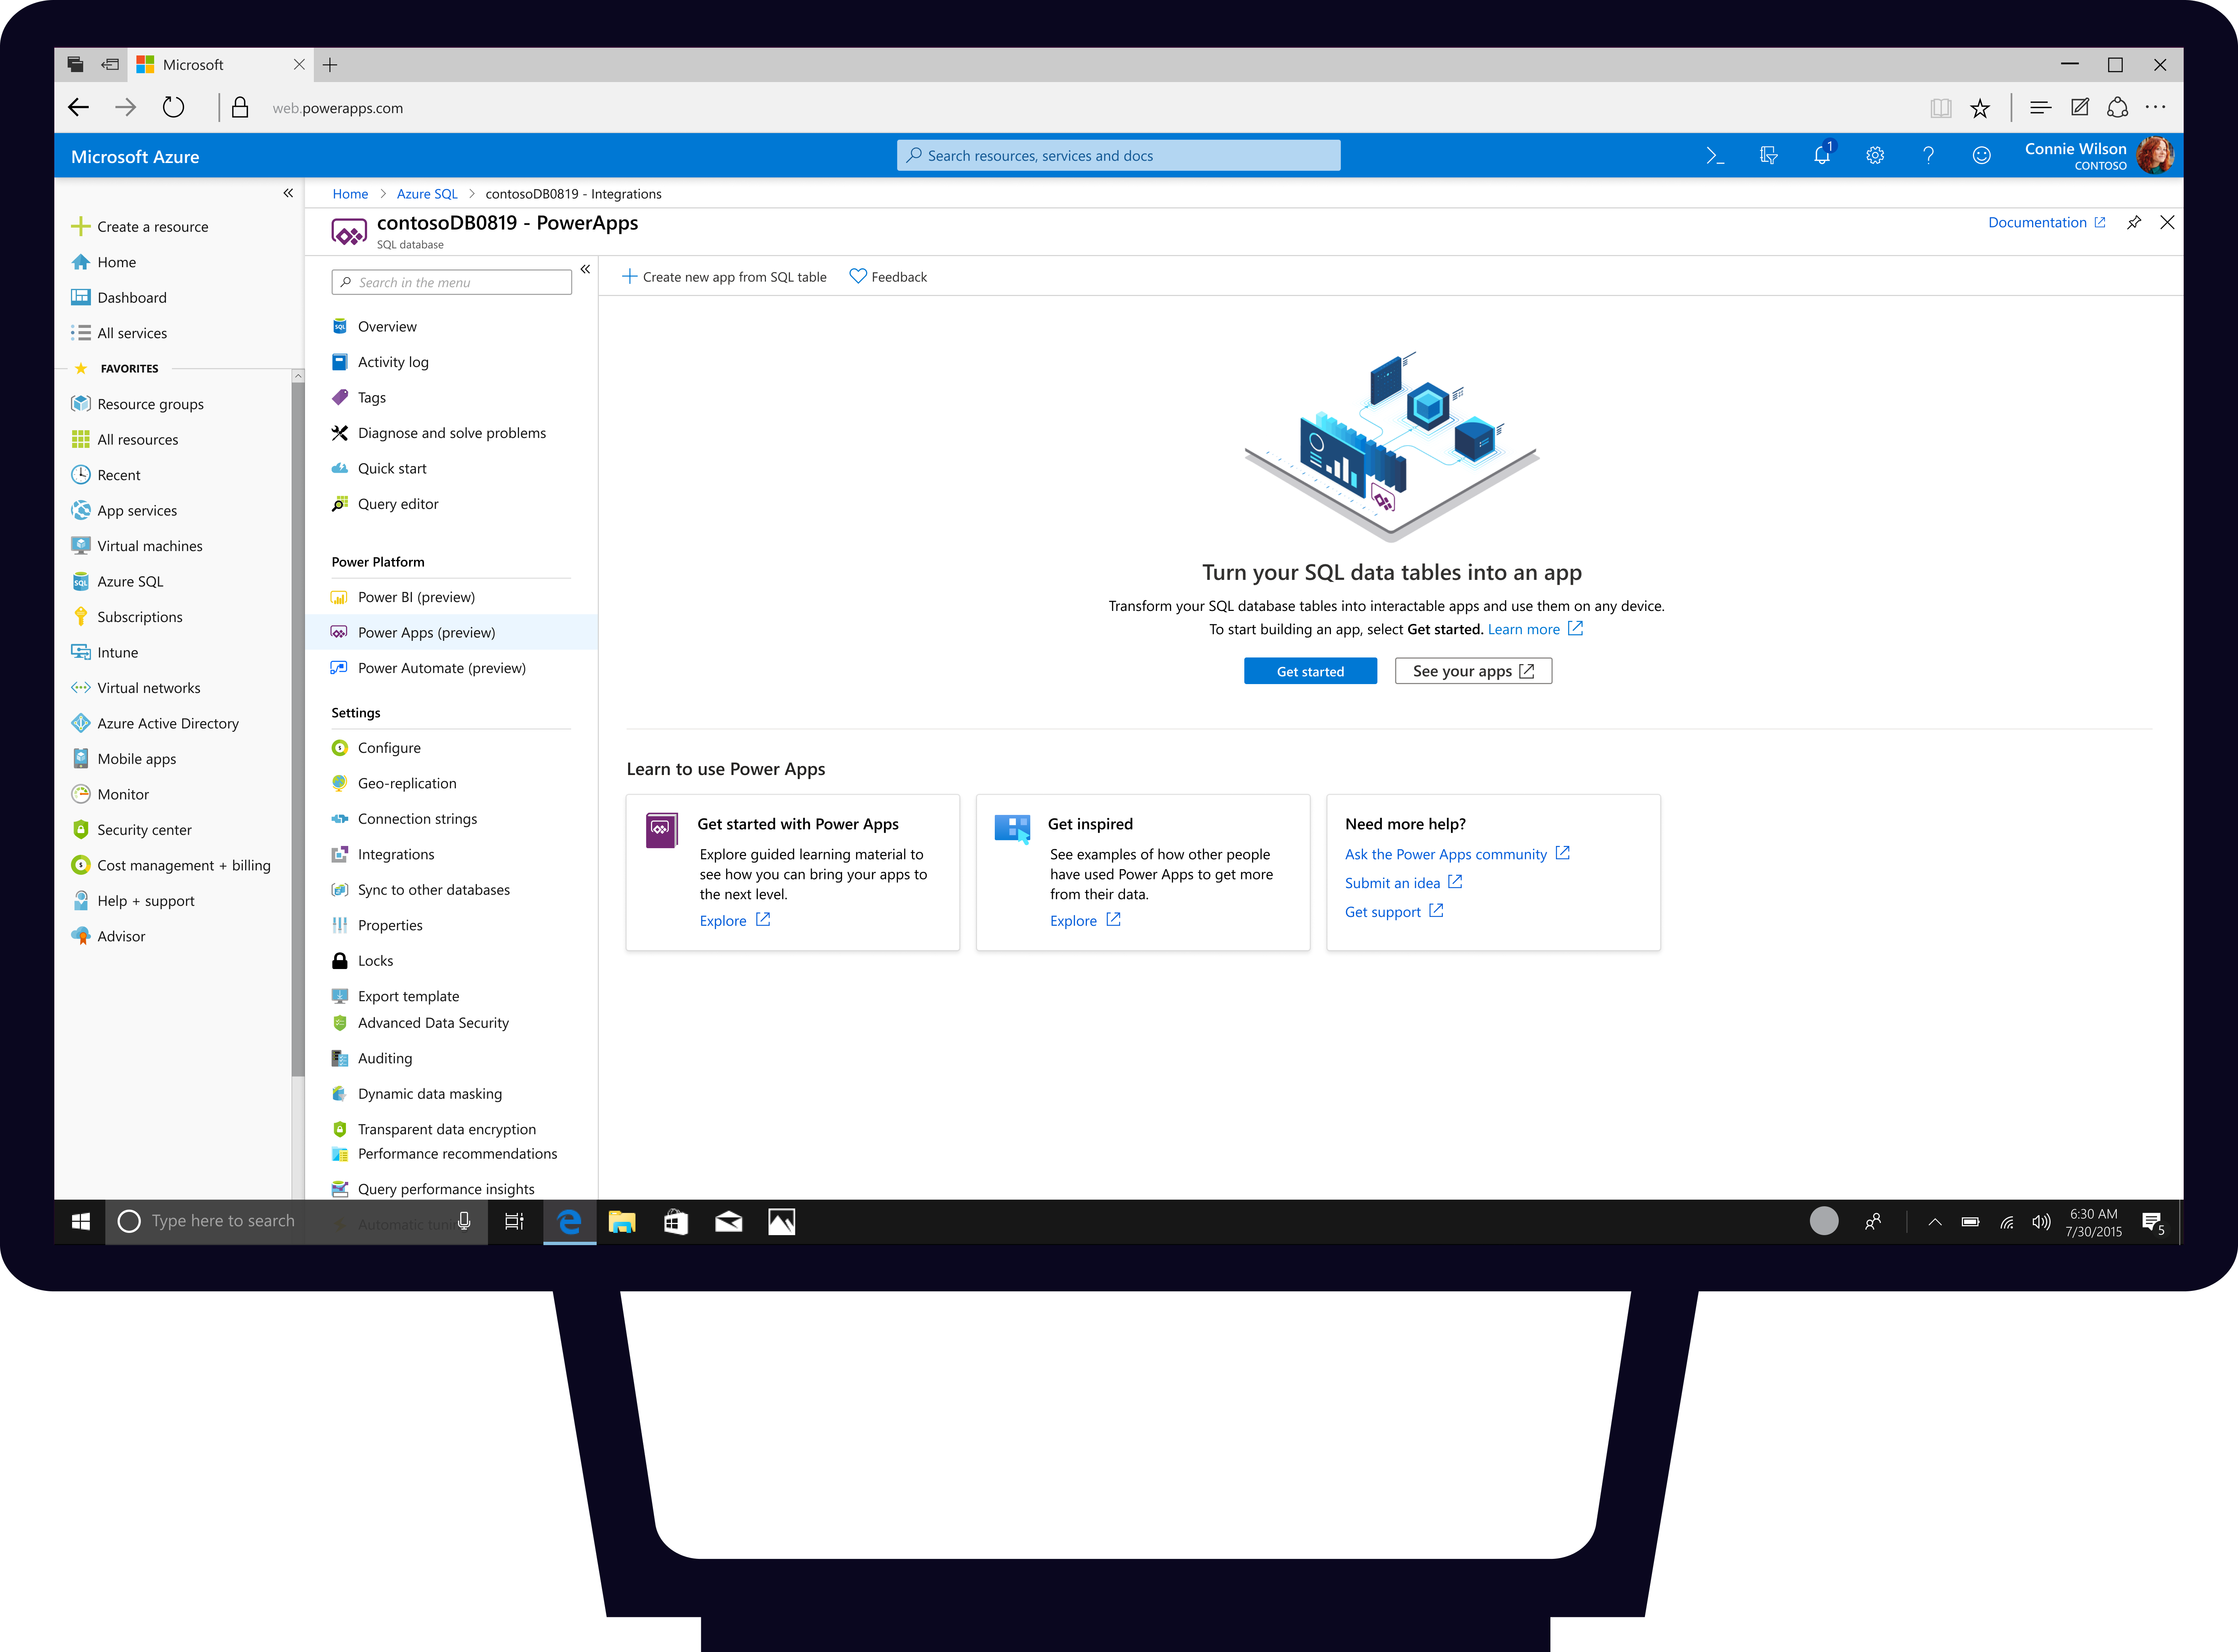 Microsoft
web.powerapps.com
Microsoft Azure
Search resources, services and docs
1
Connie Wilson
CONTOSO
Home
Azure SQL
contosoDB0819 - Integrations
contosoDB0819 - PowerApps
SQL database
Documentation
Create a resource
Home
Dashboard
All services
FAVORITES
Resource groups
All resources
Recent
App services
Virtual machines
Azure SQL
Subscriptions
Intune
Virtual networks
Azure Active Directory
Mobile apps
Monitor
Security center
Cost management + billing
Help + support
Advisor
Search in the menu
Overview
Activity log
Tags
Diagnose and solve problems
Quick start
Query editor
Power Platform
Power BI (preview)
Power Apps (preview)
Power Automate (preview)
Settings
Configure
Geo-replication
Connection strings
Integrations
Sync to other databases
Properties
Locks
Export template
Advanced Data Security
Auditing
Dynamic data masking
Transparent data encryption
Performance recommendations
Query performance insights
Create new app from SQL table
Feedback
Turn your SQL data tables into an app
Transform your SQL database tables into interactable apps and use them on any device.
To start building an app, select Get started. Learn more
Get started
See your apps
Learn to use Power Apps
Get started with Power Apps
Explore guided learning material to
see how you can bring your apps to
the next level.
Explore
Get inspired
See examples of how other people
have used Power Apps to get more
from their data.
Explore
Need more help?
Ask the Power Apps community
Submit an idea
Get support
Type here to search
6:30 AM
7/30/2015
5